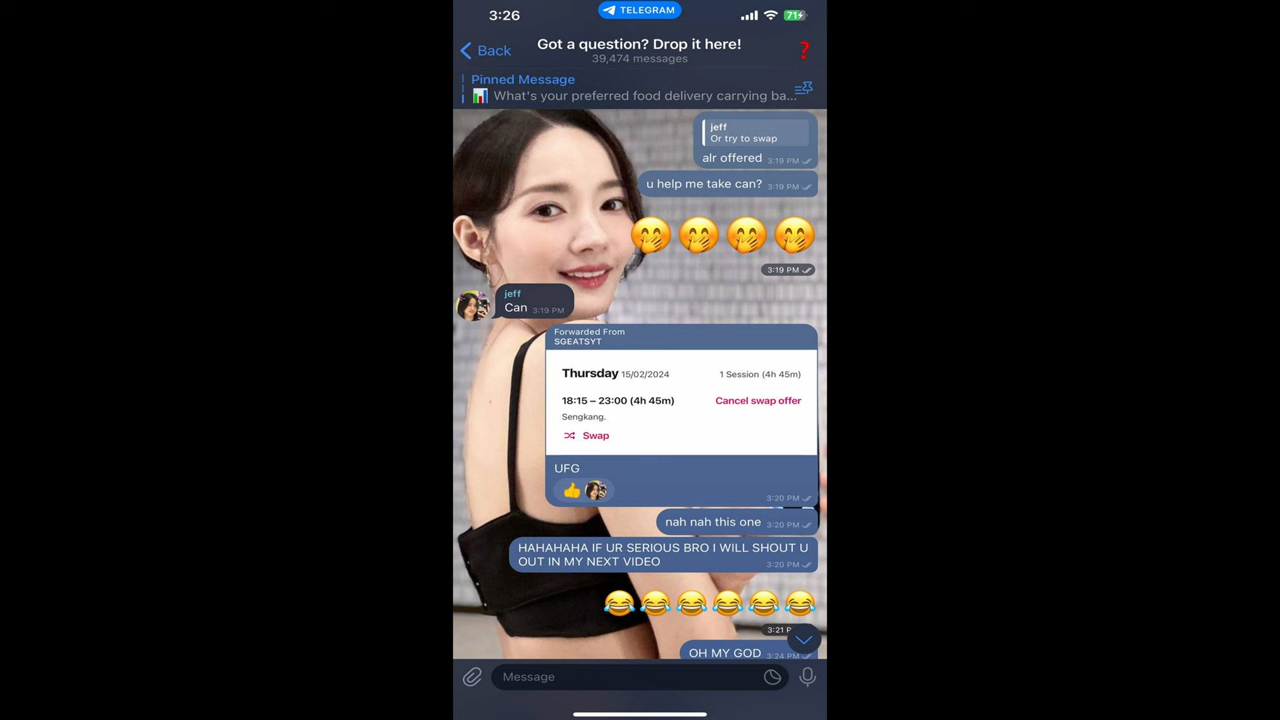 3:26
TELEGRAM
71
Back
Got a question? Drop it here!
39,474 messages
?
Pinned Message
What's your preferred food delivery carrying ba...
jeff
Or try to swap
alr offered 3:19 PM
u help me take can? 3:19 PM
3:19 PM
jeff
Can 3:19 PM
Forwarded From
SGEATSYT
Thursday 15/02/2024 1 Session (4h 45m)
18:15 – 23:00 (4h 45m) Cancel swap offer
Sengkang.
Swap
UFG
3:20 PM
nah nah this one 3:20 PM
HAHAHAHA IF UR SERIOUS BRO I WILL SHOUT U
OUT IN MY NEXT VIDEO 3:20 PM
3:21 P
OH MY GOD 3:24 PM
Message